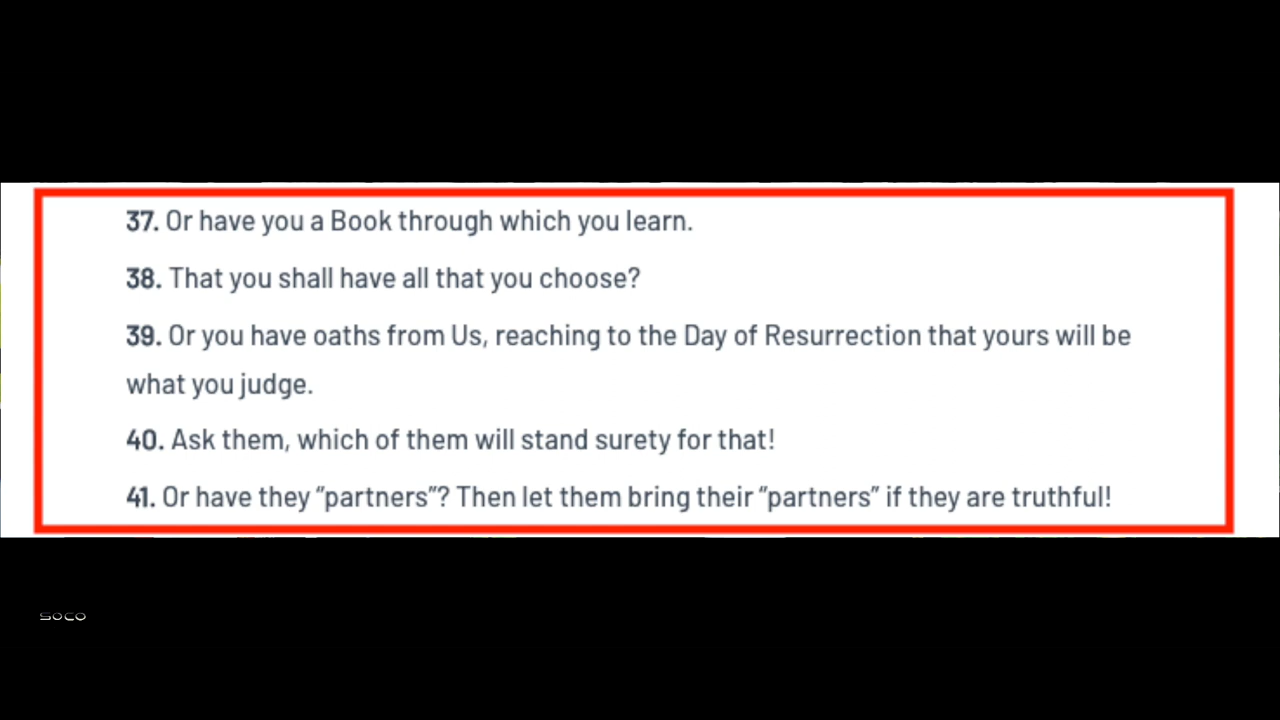 37. Or have you a Book through which you learn.
38. That you shall have all that you choose?
39. Or you have oaths from Us, reaching to the Day of Resurrection that yours will be
what you judge.
40. Ask them, which of them will stand surety for that!
41. Or have they “partners”? Then let them bring their “partners” if they are truthful!
SOCO